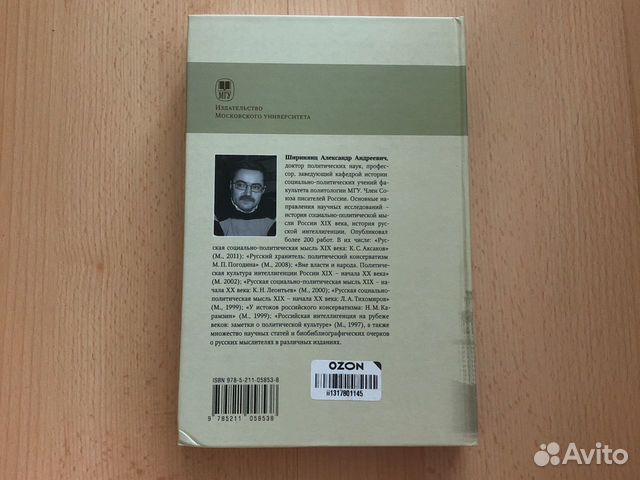 МГУ
Издательство
Московского университета
Ширинянц Александр Андреевич,
доктор политических наук, профес-
сор, заведующий кафедрой истории
социально-политических учений фа-
культета политологии МГУ. Член Со-
юза писателей России. Основные на-
правления научных исследований –
история социально-политической мыс-
ли России XIX века, история рус-
ской интеллигенции. Опубликовал
более 200 работ. В их числе: «Рус-
ская социально-политическая мысль XIX века: К. С. Аксаков»
(М., 2011); «Русский хранитель: политический консерватизм
М. П. Погодина» (М., 2008); «Вне власти и народа. Политичес-
кая культура интеллигенции России XIX – начала XX века»
(М. 2002); «Русская социально-политическая мысль XIX – на-
чала XX века: К. Н. Леонтьев» (М., 2000); «Русская социально-
политическая мысль XIX – начала XX века: Л. А. Тихомиров»
(М., 1999); «У истоков российского консерватизма: Н. М. Ка-
рамзин» (М., 1999); «Российская интеллигенция на рубеже
веков: заметки о политической культуре» (М., 1997), а также
множество научных статей и биобиблиографических очерков
о русских мыслителях в различных изданиях.
ISBN 978-5-211-05853-8
9 785211 058538
OZON
1317801145
Avito